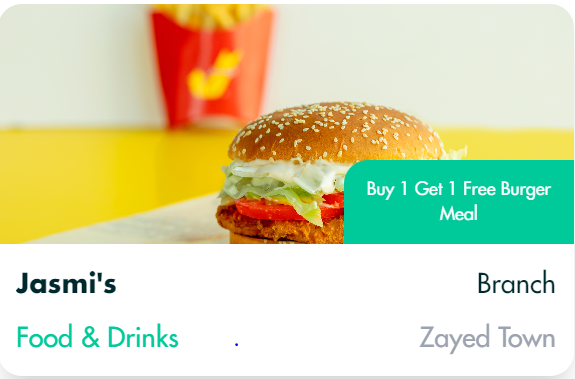 Buy 1 Get 1 Free Burger
Meal
Jasmi's
Branch
Food & Drinks
.
Zayed Town